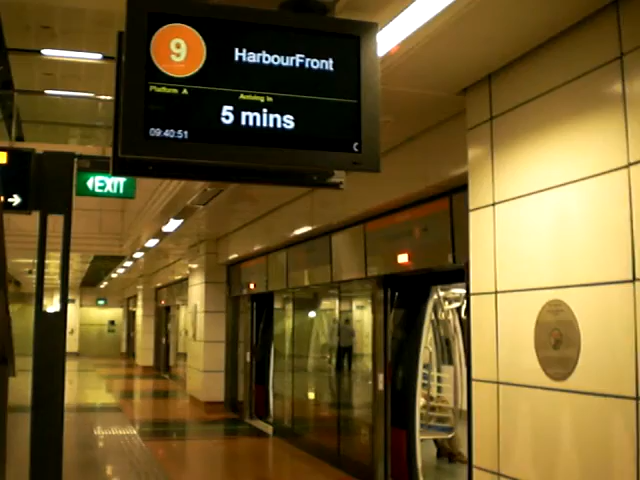 9
HarbourFront
Platform A
Arriving In
5 mins
09:40:51
EXIT